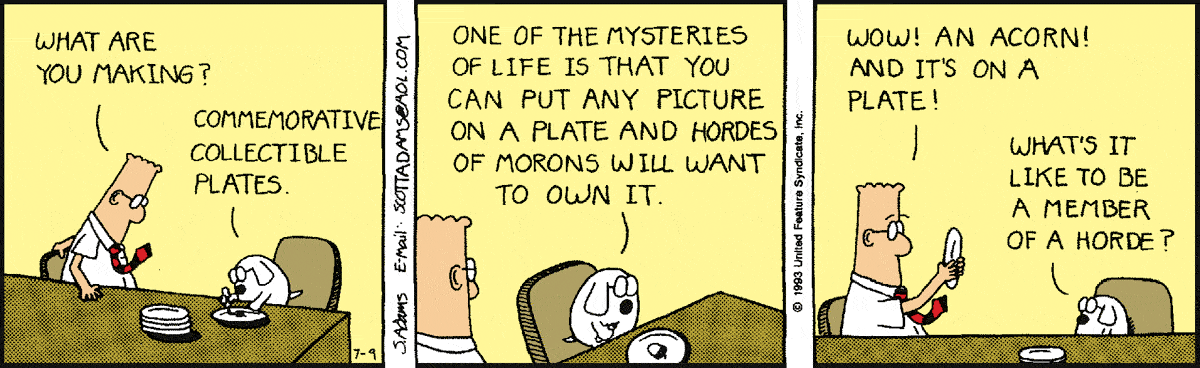 WHAT ARE
YOU MAKING?
COMMEMORATIVE
COLLECTIBLE
PLATES.
7-9
S. Adams E-mail: SCOTTADAMS@AOL.COM
ONE OF THE MYSTERIES
OF LIFE IS THAT YOU
CAN PUT ANY PICTURE
ON A PLATE AND HORDES
OF MORONS WILL WANT
TO OWN IT.
© 1993 United Feature Syndicate, Inc.
WOW! AN ACORN!
AND IT'S ON A
PLATE!
WHAT'S IT
LIKE TO BE
A MEMBER
OF A HORDE?